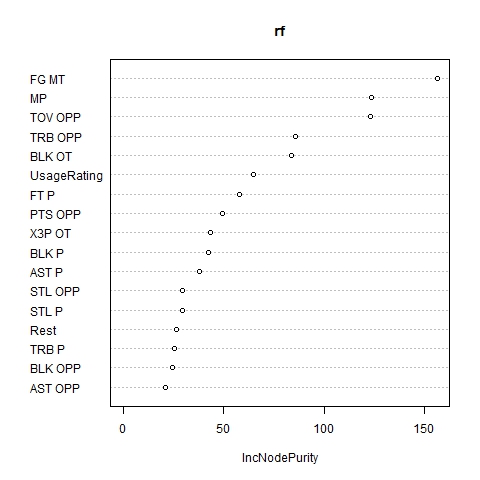 rf
FG MT
MP
TOV OPP
TRB OPP
BLK OT
UsageRating
FT P
PTS OPP
X3P OT
BLK P
AST P
STL OPP
STL P
Rest
TRB P
BLK OPP
AST OPP
0 50 100 150
IncNodePurity